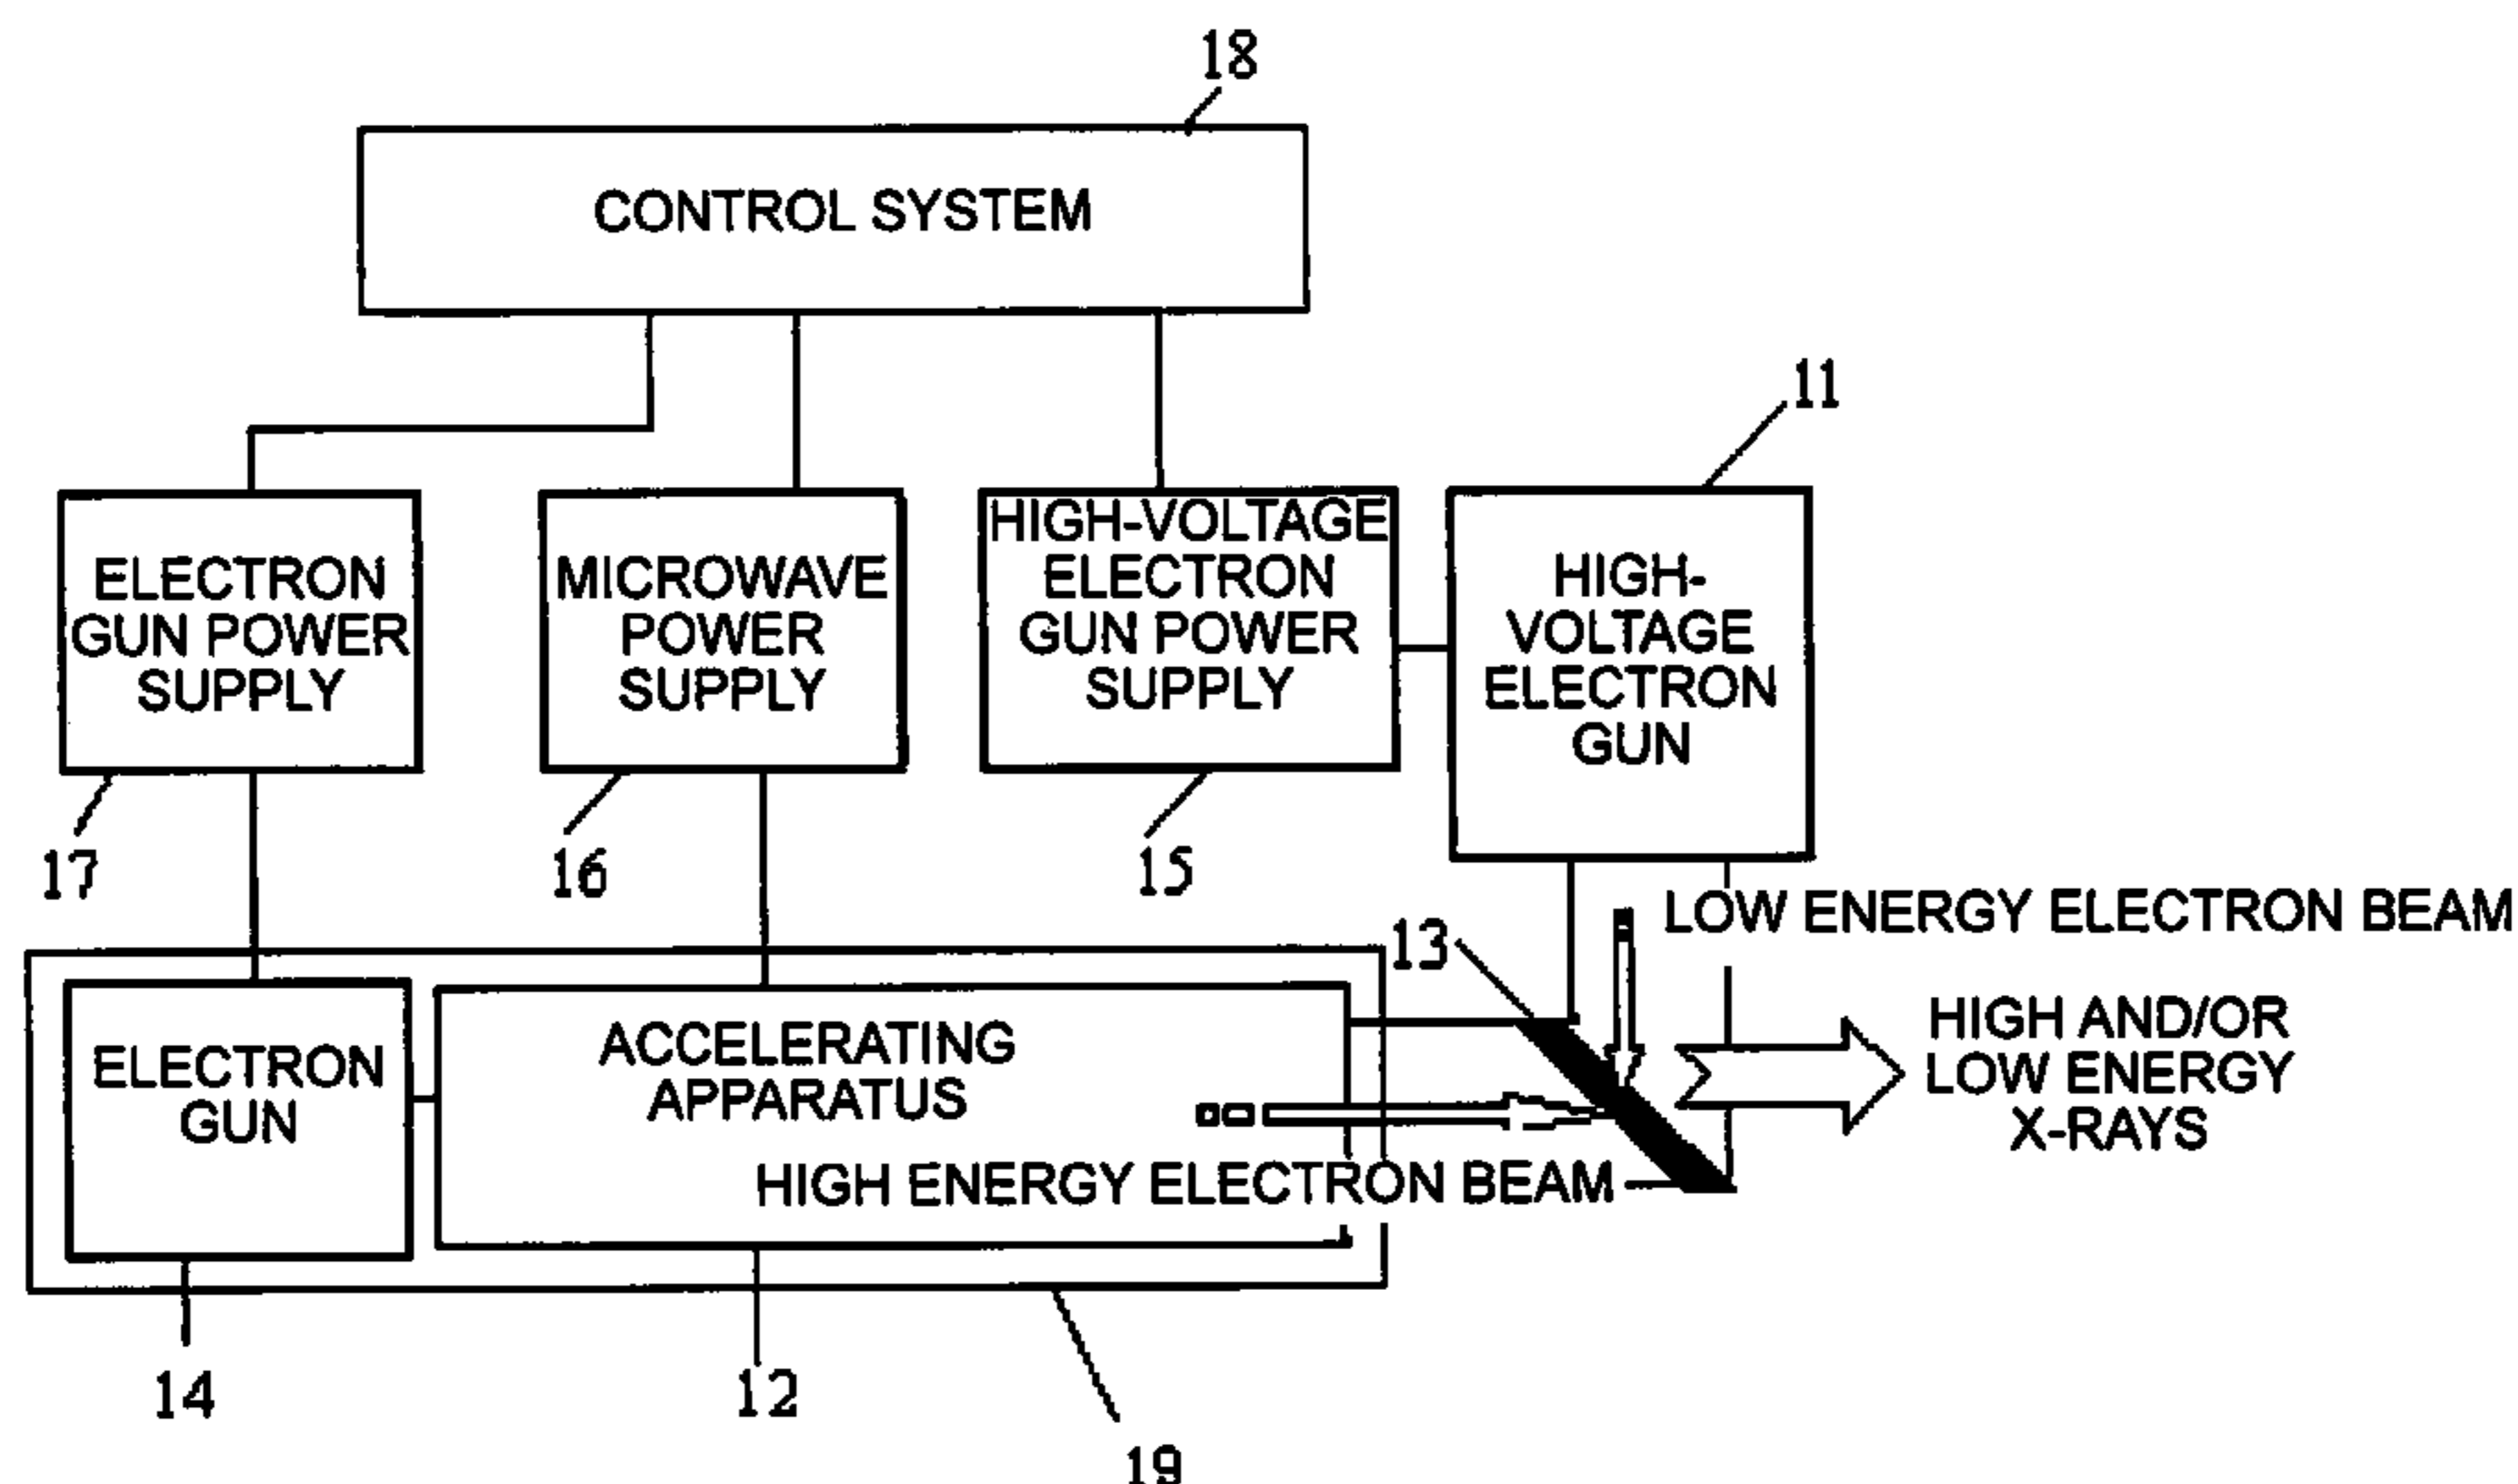 18
CONTROL SYSTEM
11
ELECTRON
GUN POWER
SUPPLY
MICROWAVE
POWER
SUPPLY
HIGH-VOLTAGE
ELECTRON
GUN POWER
SUPPLY
HIGH-
VOLTAGE
ELECTRON
GUN
17
16
15
LOW ENERGY ELECTRON BEAM
13
ELECTRON
GUN
ACCELERATING
APPARATUS
HIGH AND/OR
LOW ENERGY
X-RAYS
HIGH ENERGY ELECTRON BEAM
14
12
19